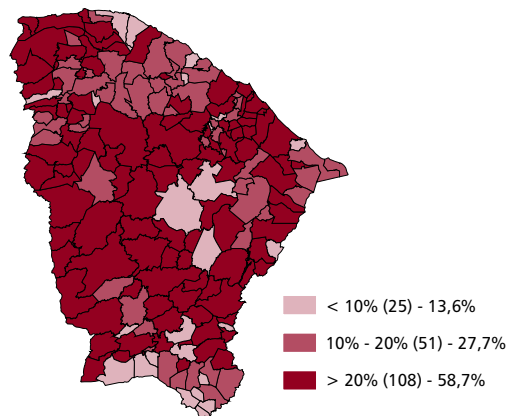 < 10% (25) - 13,6%
10% - 20% (51) - 27,7%
> 20% (108) - 58,7%